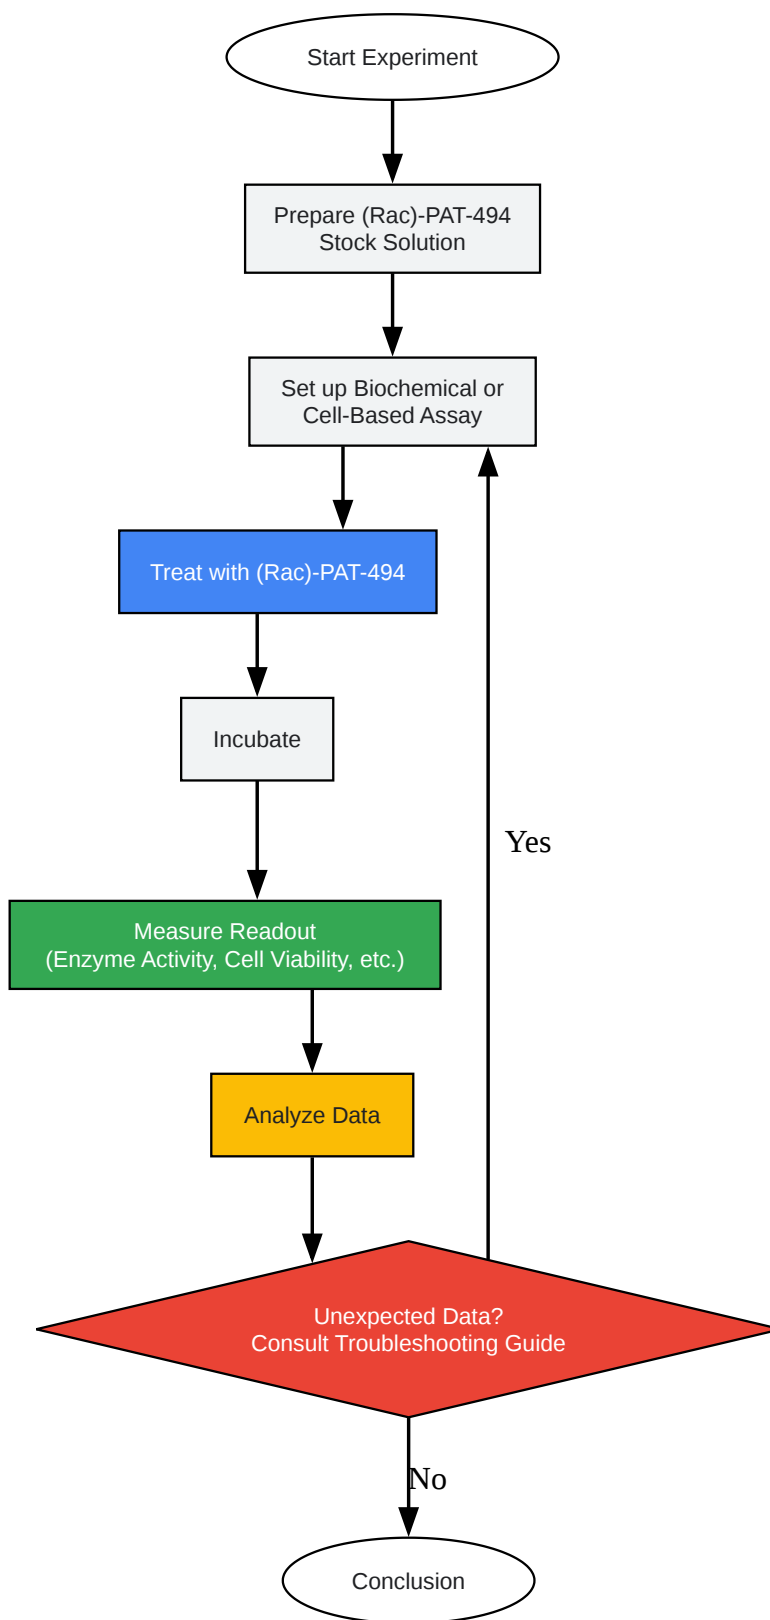 Start Experiment
Prepare (Rac)-PAT-494
Stock Solution
Set up Biochemical or
Cell-Based Assay
Treat with (Rac)-PAT-494
Incubate
Yes
Measure Readout
(Enzyme Activity, Cell Viability, etc.)
Analyze Data
Unexpected Data?
Consult Troubleshooting Guide
No
Conclusion